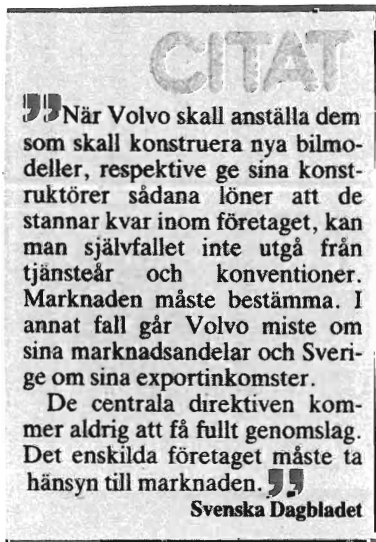 CITAT
”När Volvo skall anställa dem
som skall konstruera nya bilmo-
deller, respektive ge sina konst-
ruktörer sådana löner att de
stannar kvar inom företaget, kan
man självfallet inte utgå från
tjänsteår och konventioner.
Marknaden måste bestämma. I
annat fall går Volvo miste om
sina marknadsandelar och Sveri-
ge om sina exportinkomster.
De centrala direktiven kom-
mer aldrig att få fullt genomslag.
Det enskilda företaget måste ta
hänsyn till marknaden.”
Svenska Dagbladet